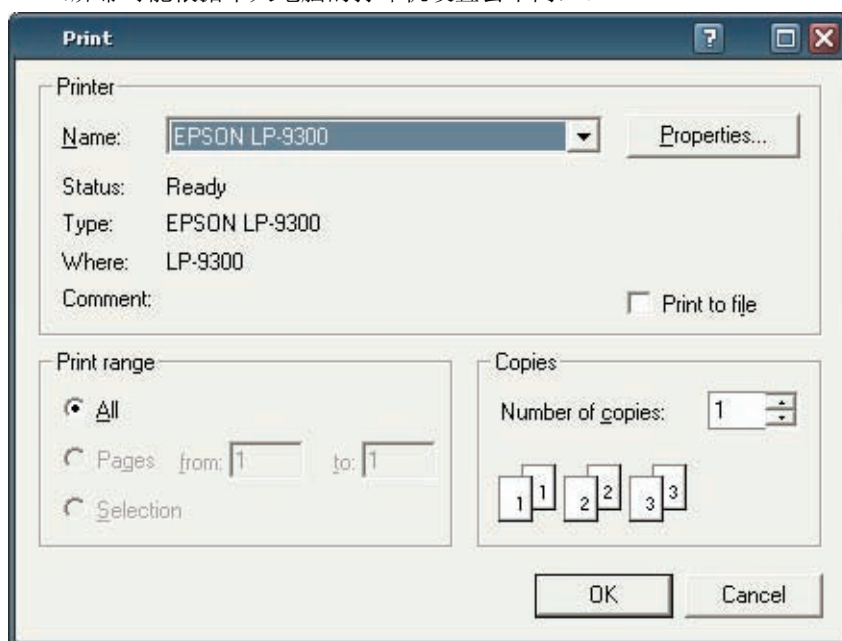 Print
Printer
Name: EPSON LP-9300 Properties...
Status: Ready
Type: EPSON LP-9300
Where: LP-9300
Comment:
Print to file
Print range
All
Pages from: 1 to: 1
Selection
Copies
Number of copies: 1
1 1 2 2 3 3
OK Cancel